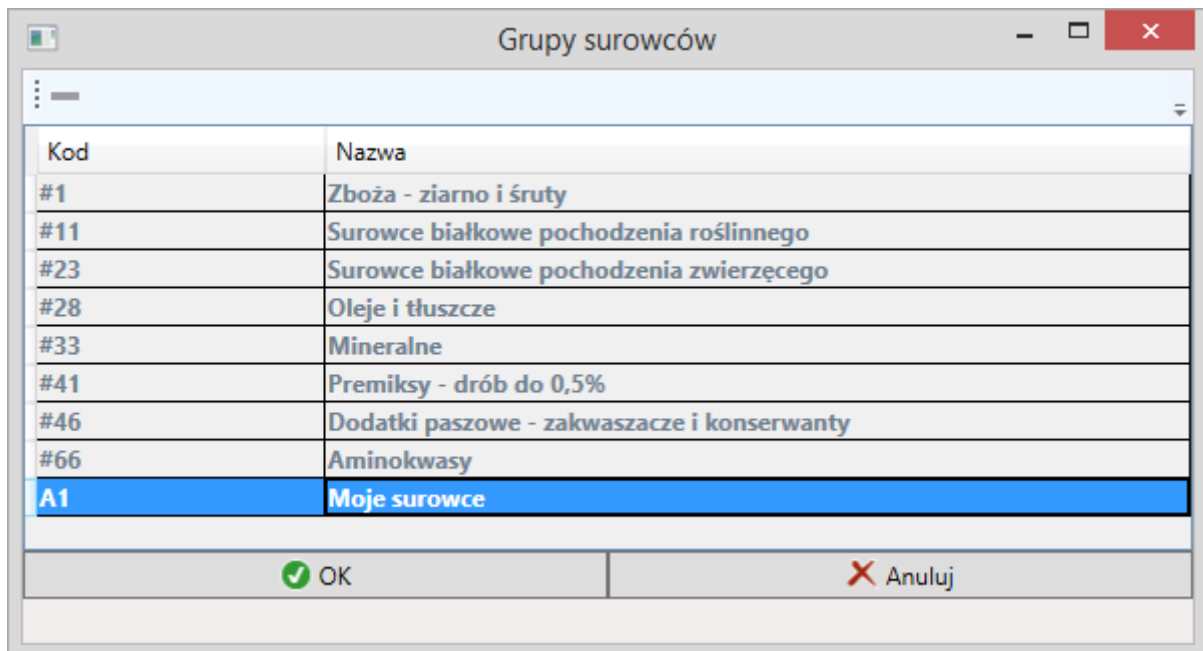 Grupy surowców
Kod Nazwa
#1 Zboża - ziarno i śruty
#11 Surowce białkowe pochodzenia roślinnego
#23 Surowce białkowe pochodzenia zwierzęcego
#28 Oleje i tłuszcze
#33 Mineralne
#41 Premiksy - drób do 0,5%
#46 Dodatki paszowe - zakwaszacze i konserwanty
#66 Aminokwasy
A1 Moje surowce
OK Anuluj